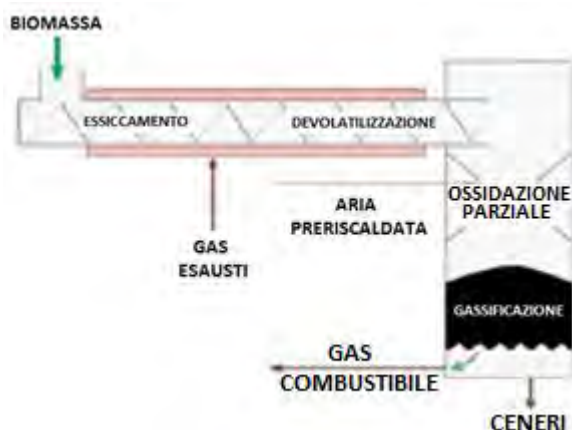 BIOMASSA
ESSICCAMENTO
DEVOLATILIZZAZIONE
ARIA
PRERISCALDATA
OSSIDAZIONE
PARZIALE
GAS
ESAUSTI
GASSIFICAZIONE
GAS
COMBUSTIBILE
CENERI